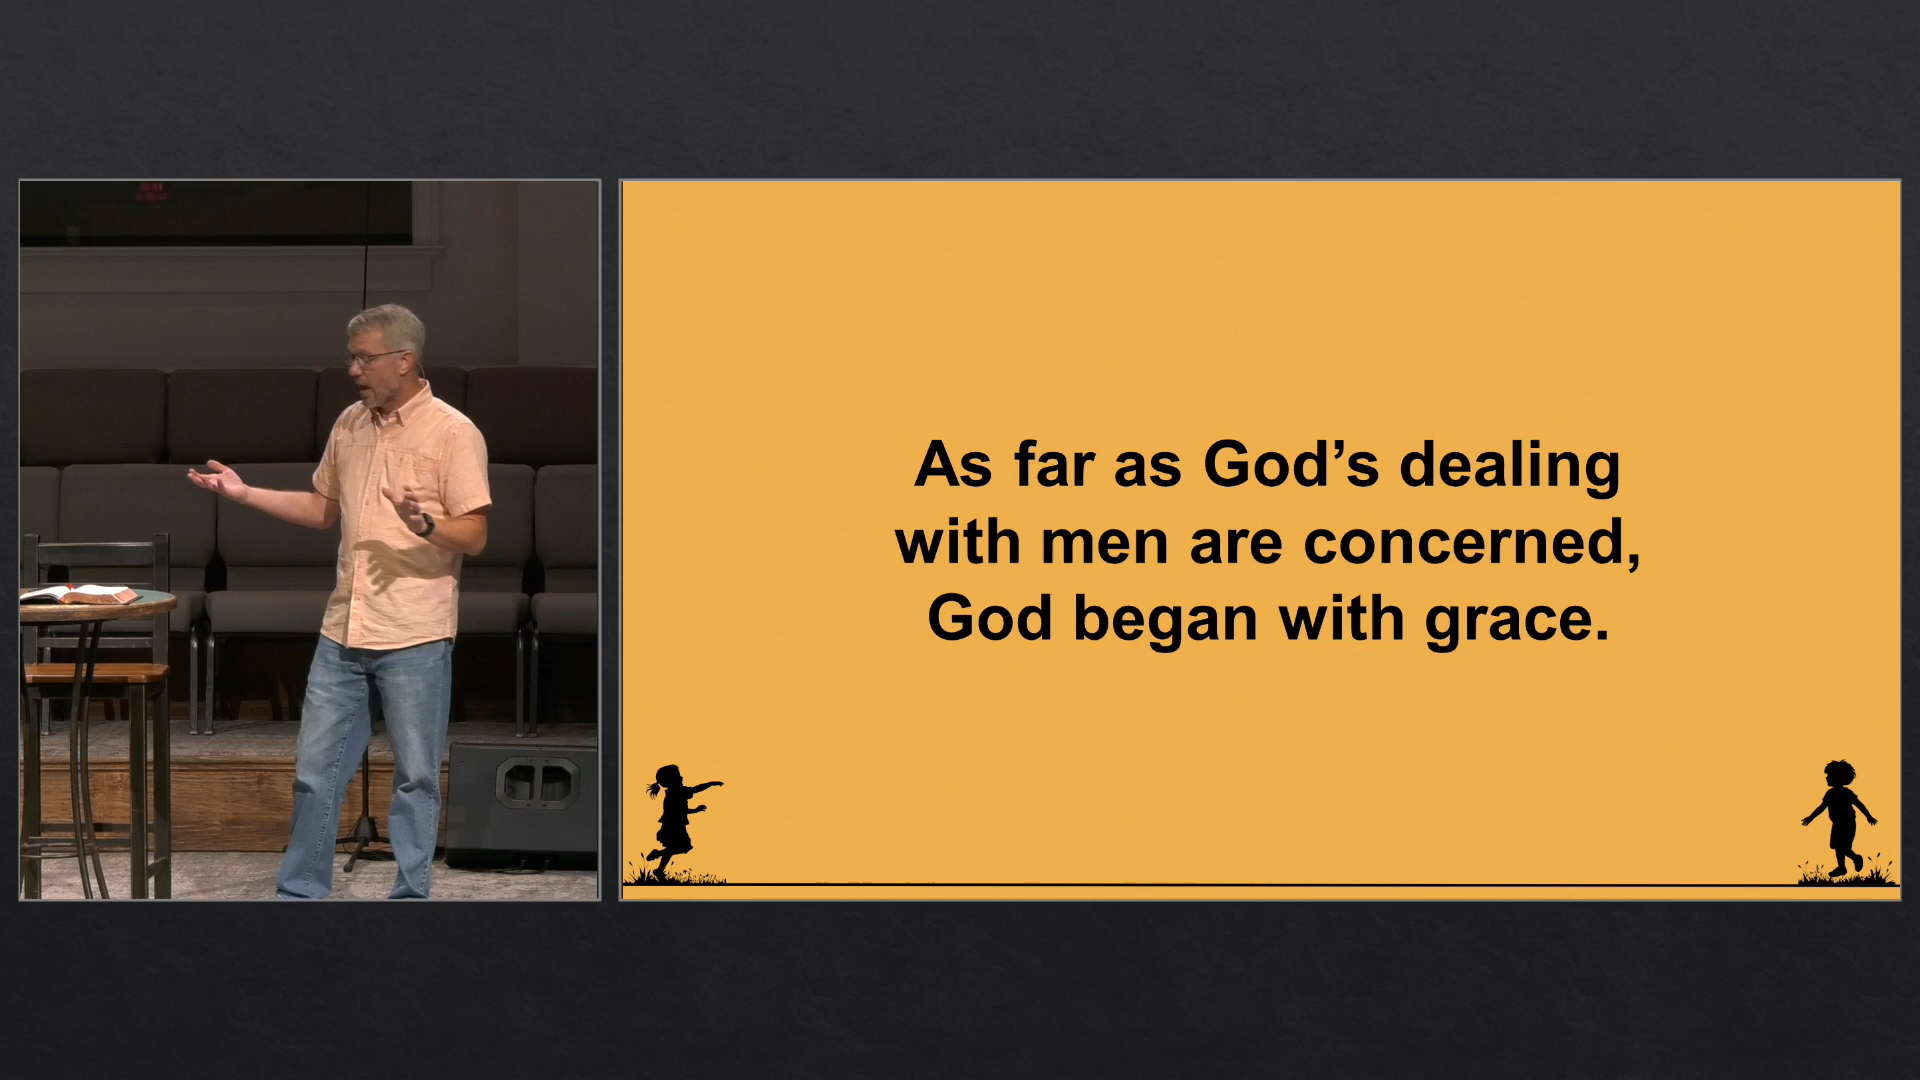 As far as God’s dealing
with men are concerned,
God began with grace.